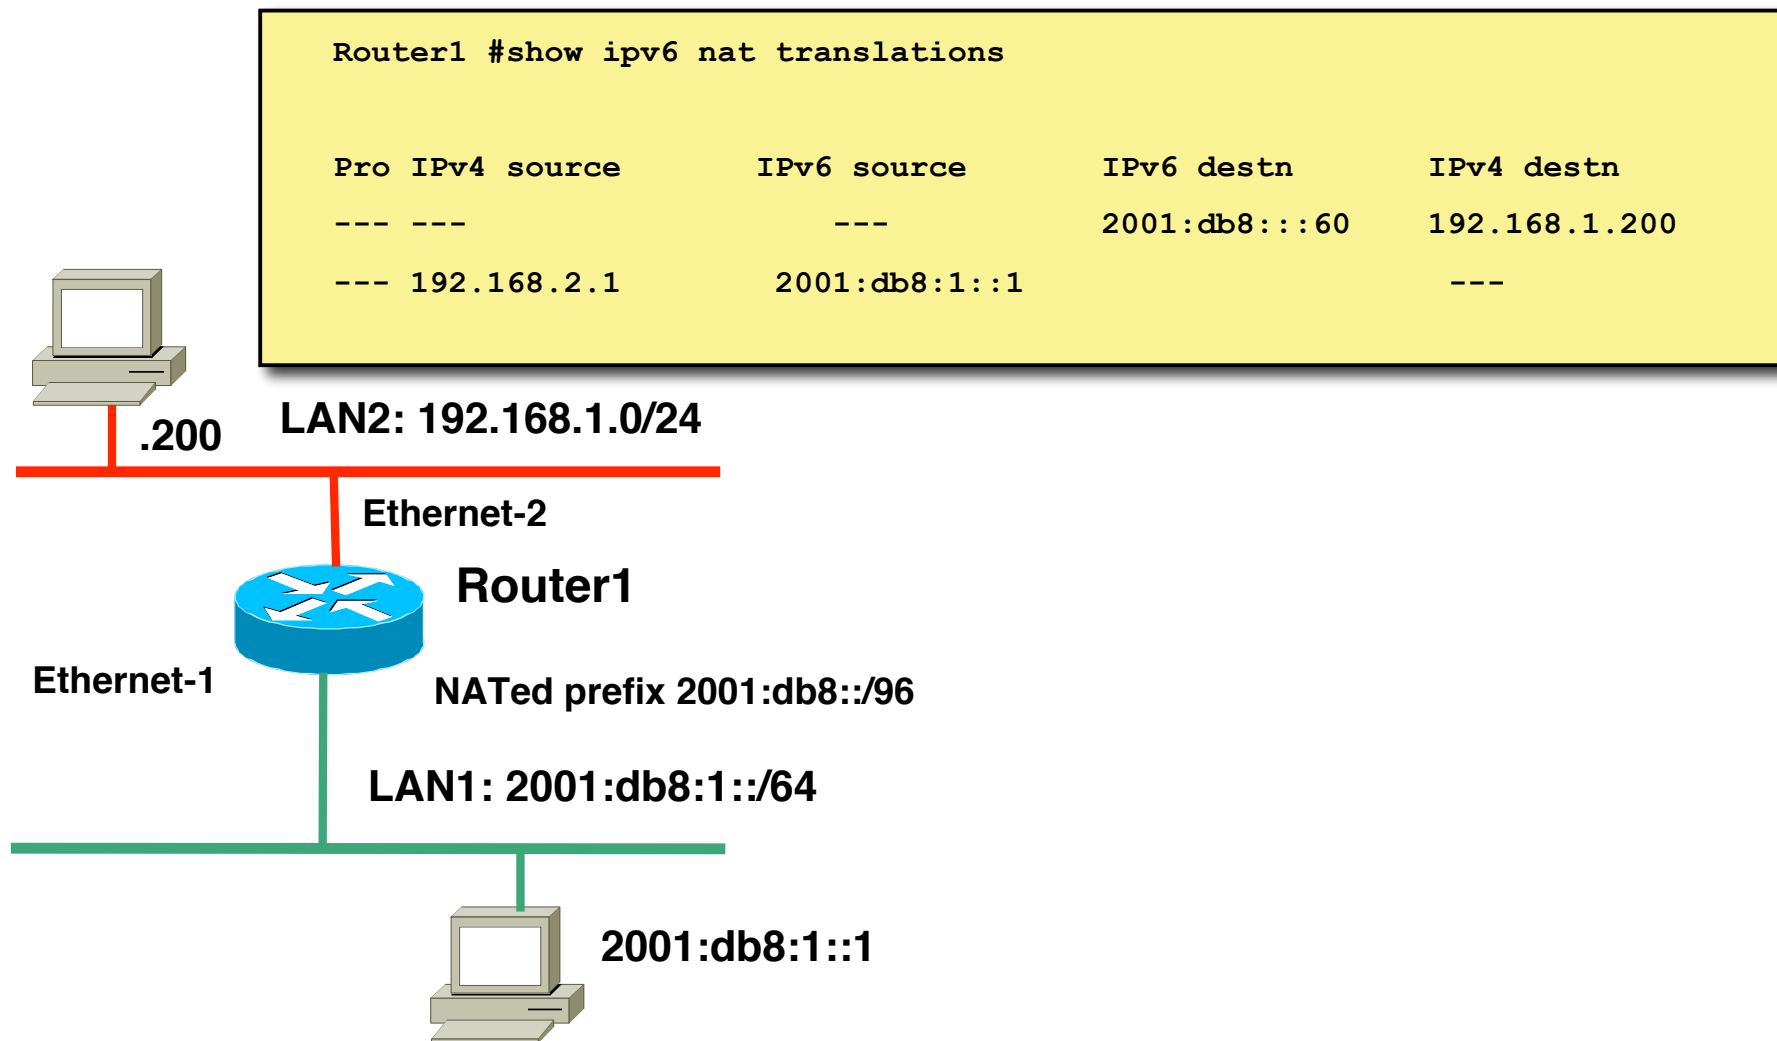 Router1 #show ipv6 nat translations
Pro IPv4 source IPv6 source IPv6 destn IPv4 destn
--- --- --- 2001:db8:::60 192.168.1.200
--- 192.168.2.1 2001:db8:1::1 ---
.200
LAN2: 192.168.1.0/24
Ethernet-2
Router1
Ethernet-1
NATed prefix 2001:db8::/96
LAN1: 2001:db8:1::/64
2001:db8:1::1